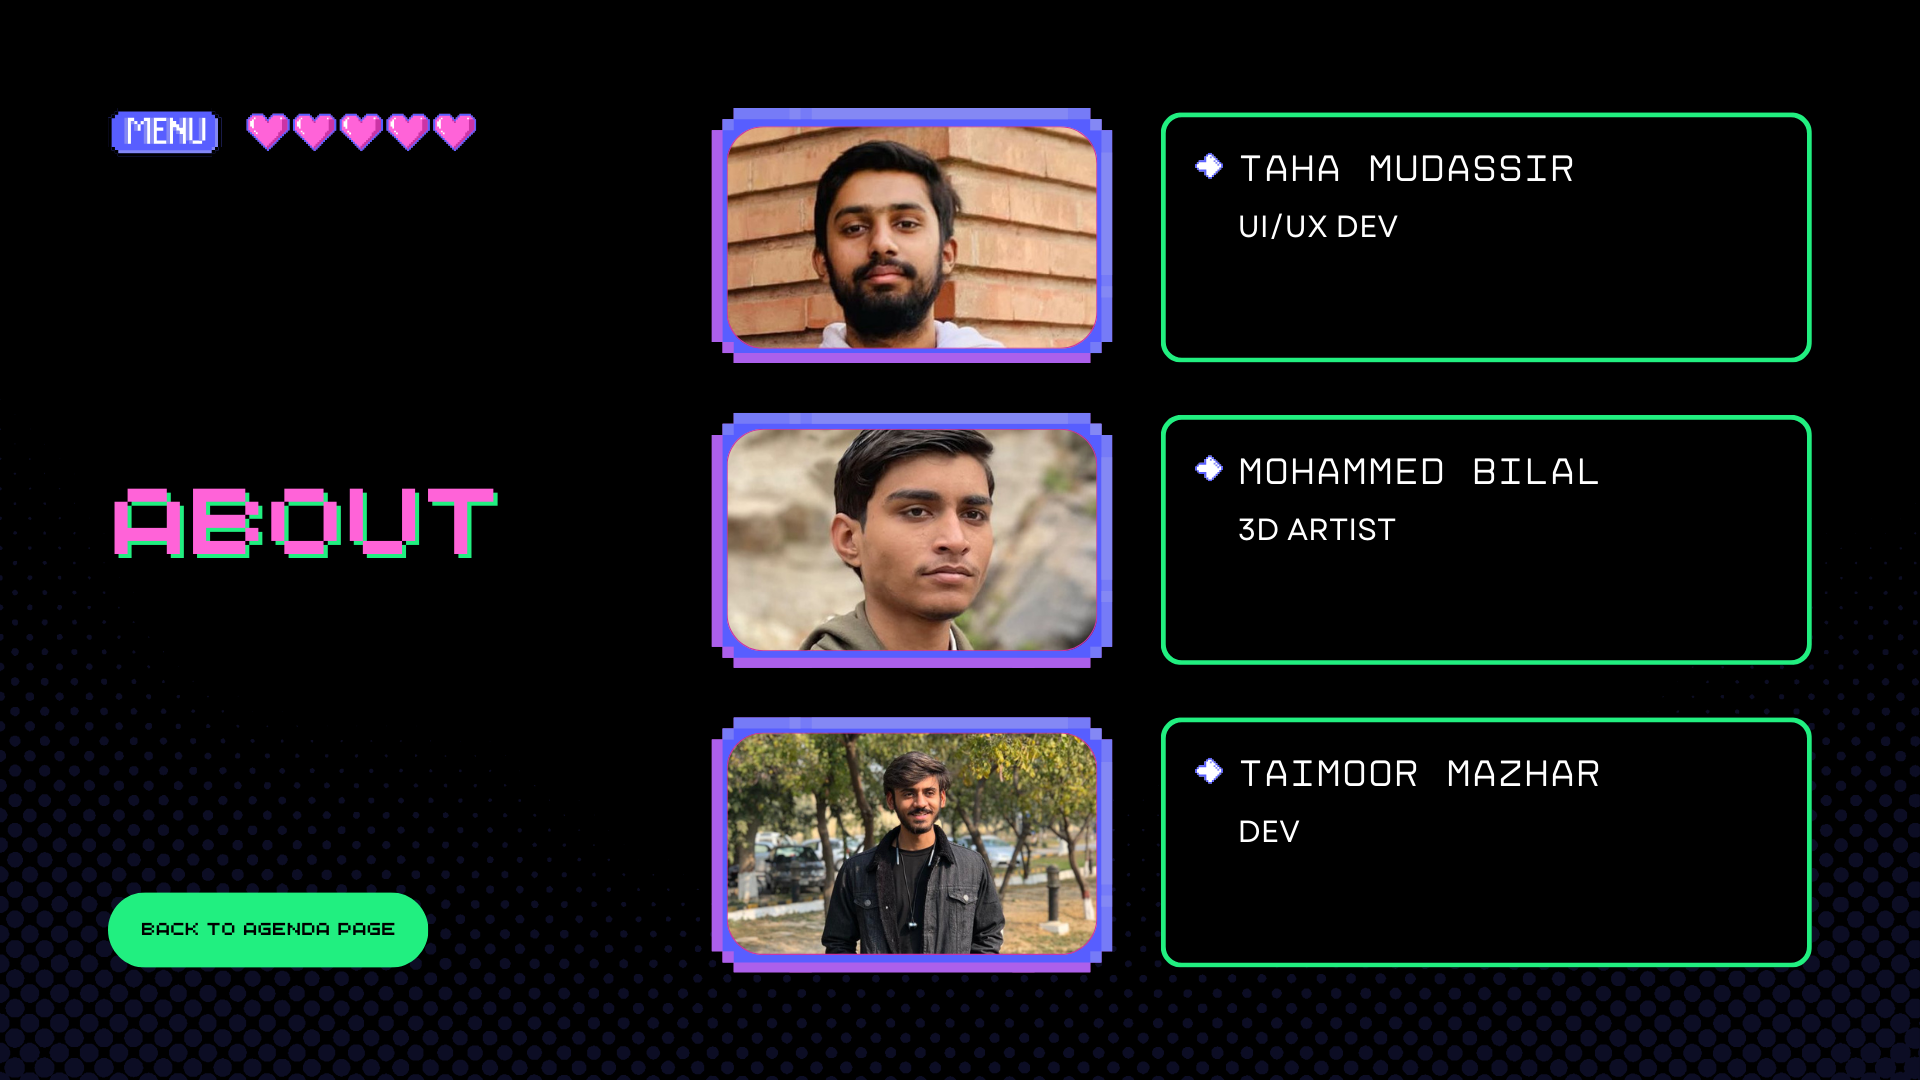 MENU
ABOUT
BACK TO AGENDA PAGE
TAHA MUDASSIR
UI/UX DEV
MOHAMMED BILAL
3D ARTIST
TAIMOOR MAZHAR
DEV